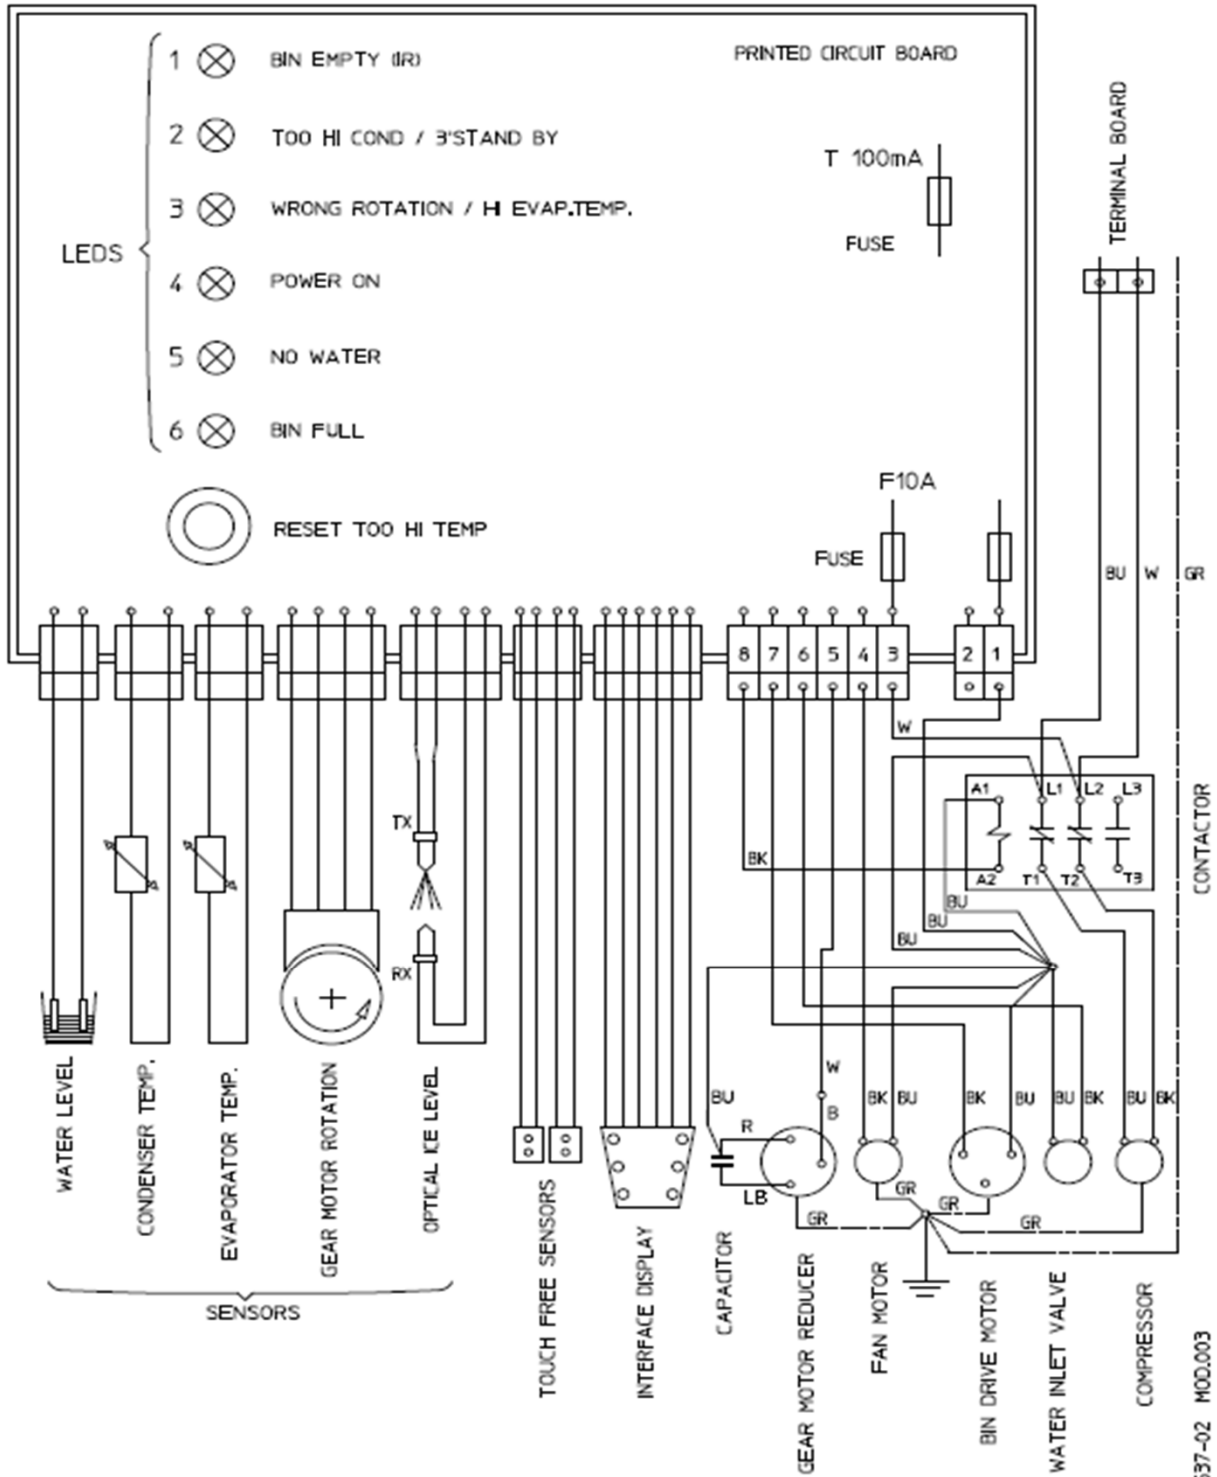 PRINTED CIRCUIT BOARD
LEDS
1 BIN EMPTY (IR)
2 TOO HI COND / 3'STAND BY
3 WRONG ROTATION / HI EVAP.TEMP.
4 POWER ON
5 NO WATER
6 BIN FULL
RESET TOO HI TEMP
T 100mA
FUSE
F10A
FUSE
TERMINAL BOARD
BU W GR
8 7 6 5 4 3 2 1
W
A1 L1 L2 L3
A2 T1 T2 T3
CONTACTOR
BK
BU
BU
BU
TX
RX
W
B
BU
R
LB
BK BU BK BU BU BK BU BK
GR GR GR GR
WATER LEVEL
CONDENSER TEMP.
EVAPORATOR TEMP.
GEAR MOTOR ROTATION
OPTICAL ICE LEVEL
SENSORS
TOUCH FREE SENSORS
INTERFACE DISPLAY
CAPACITOR
GEAR MOTOR REDUCER
FAN MOTOR
BIN DRIVE MOTOR
WATER INLET VALVE
COMPRESSOR
537-02 MOD.003